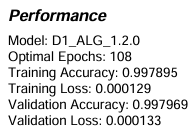 Performance
Model: D1_ALG_1.2.0
Optimal Epochs: 108
Training Accuracy: 0.997895
Training Loss: 0.000129
Validation Accuracy: 0.997969
Validation Loss: 0.000133